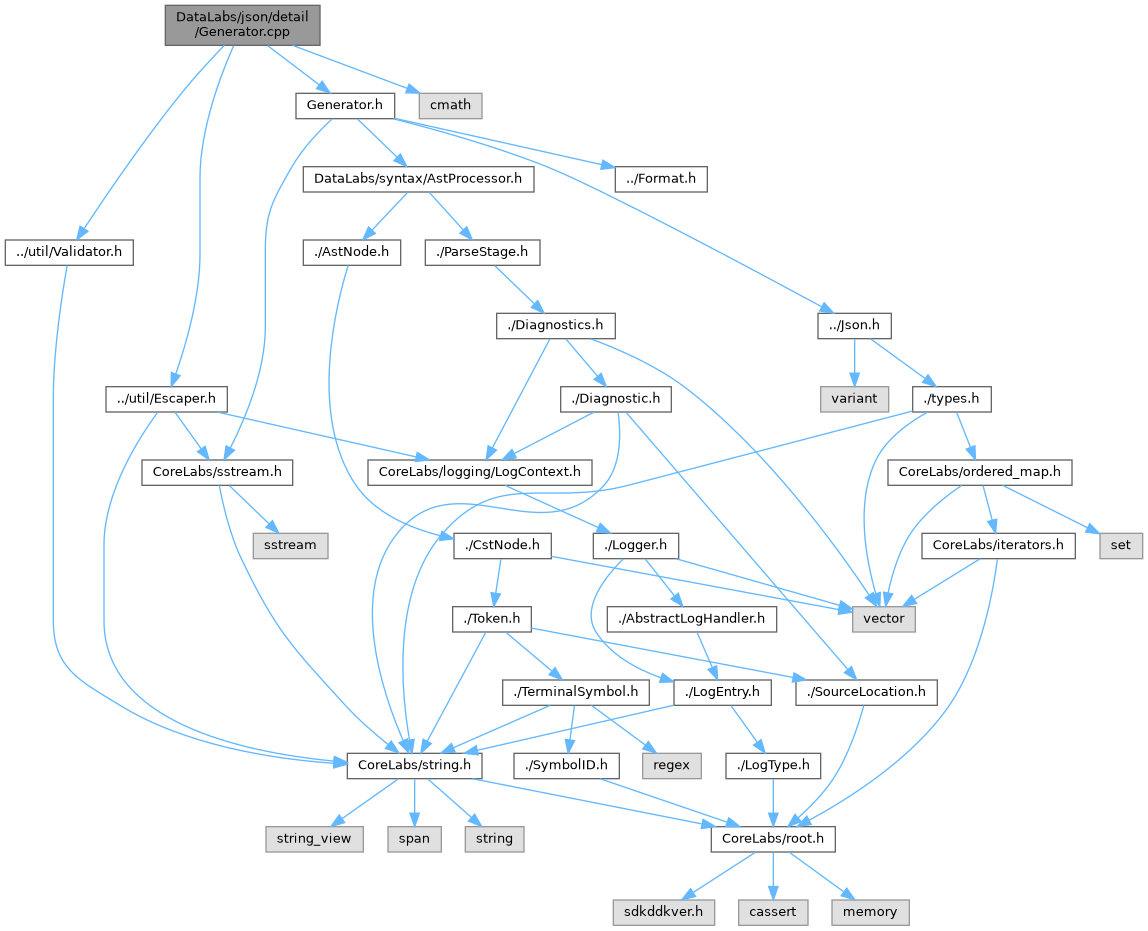 DataLabs/json/detail
/Generator.cpp
Generator.h
cmath
DataLabs/syntax/AstProcessor.h
../Format.h
../util/Validator.h
./AstNode.h
./ParseStage.h
./Diagnostics.h
../Json.h
../util/Escaper.h
./Diagnostic.h
variant
./types.h
CoreLabs/sstream.h
CoreLabs/logging/LogContext.h
CoreLabs/ordered_map.h
sstream
./CstNode.h
./Logger.h
CoreLabs/iterators.h
set
./Token.h
./AbstractLogHandler.h
vector
./TerminalSymbol.h
./LogEntry.h
./SourceLocation.h
CoreLabs/string.h
./SymbolID.h
regex
./LogType.h
string_view
span
string
CoreLabs/root.h
sdkddkver.h
cassert
memory